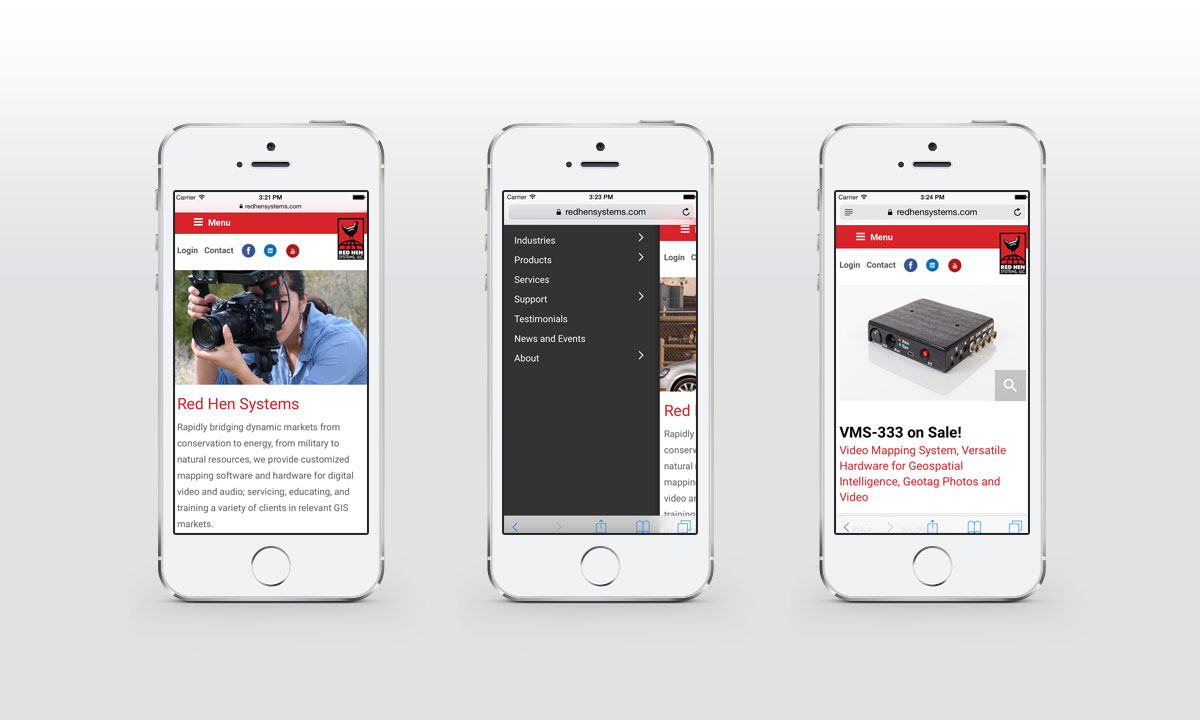 Carrier 3:21 PM
redhensystems.com
Menu
RED HEN
SYSTEMS, LLC
Login Contact
Red Hen Systems
Rapidly bridging dynamic markets from
conservation to energy, from military to
natural resources, we provide customized
mapping software and hardware for digital
video and audio; servicing, educating, and
training a variety of clients in relevant GIS
markets.
Carrier 3:23 PM
redhensystems.com
Industries
Products
Services
Support
Testimonials
News and Events
About
Login C
Red
Rapidly
conserv
natural
mappin
video an
training
Carrier 3:24 PM
redhensystems.com
Menu
RED HEN
SYSTEMS, LLC
Login Contact
VMS-333 on Sale!
Video Mapping System, Versatile
Hardware for Geospatial
Intelligence, Geotag Photos and
Video
Price